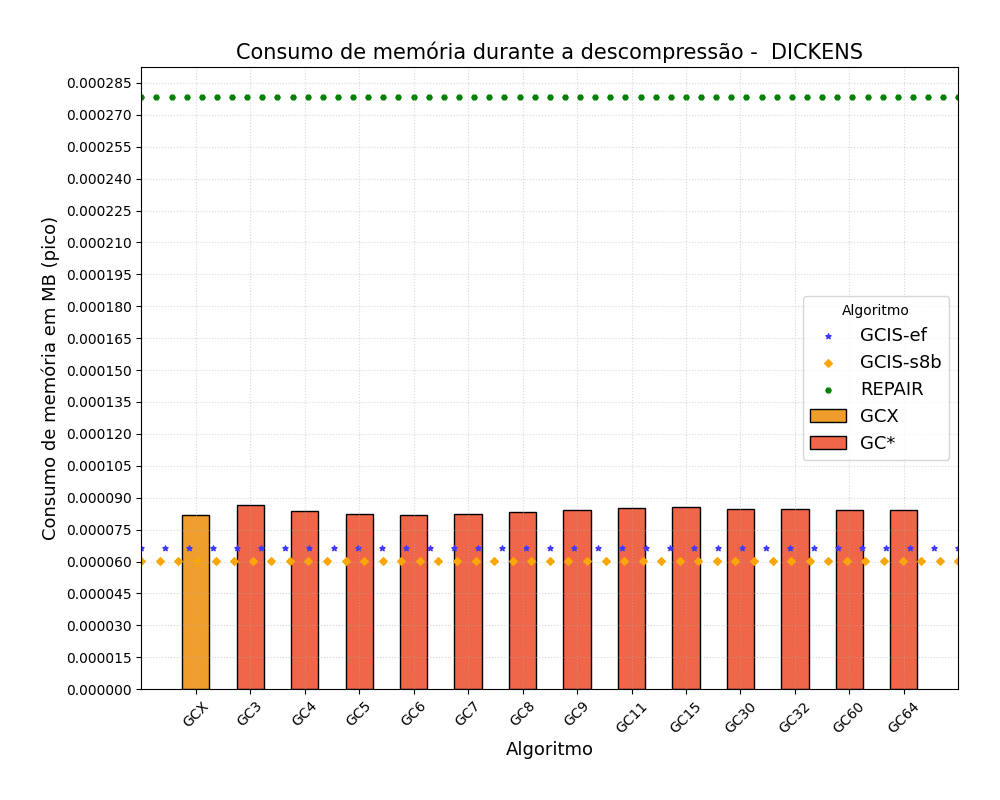 Consumo de memória durante a descompressão -  DICKENS
Consumo de memória em MB (pico)
0.000285
0.000270
0.000255
0.000240
0.000225
0.000210
0.000195
0.000180
0.000165
0.000150
0.000135
0.000120
0.000105
0.000090
0.000075
0.000060
0.000045
0.000030
0.000015
0.000000
Algoritmo
GCIS-ef
GCIS-s8b
REPAIR
GCX
GC*
GCX
GC3
GC4
GC5
GC6
GC7
GC8
GC9
GC11
GC15
GC30
GC32
GC60
GC64
Algoritmo